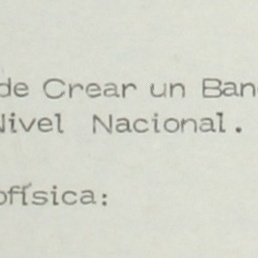 de Crear un Ban
Nivel Nacional.
ofísica: